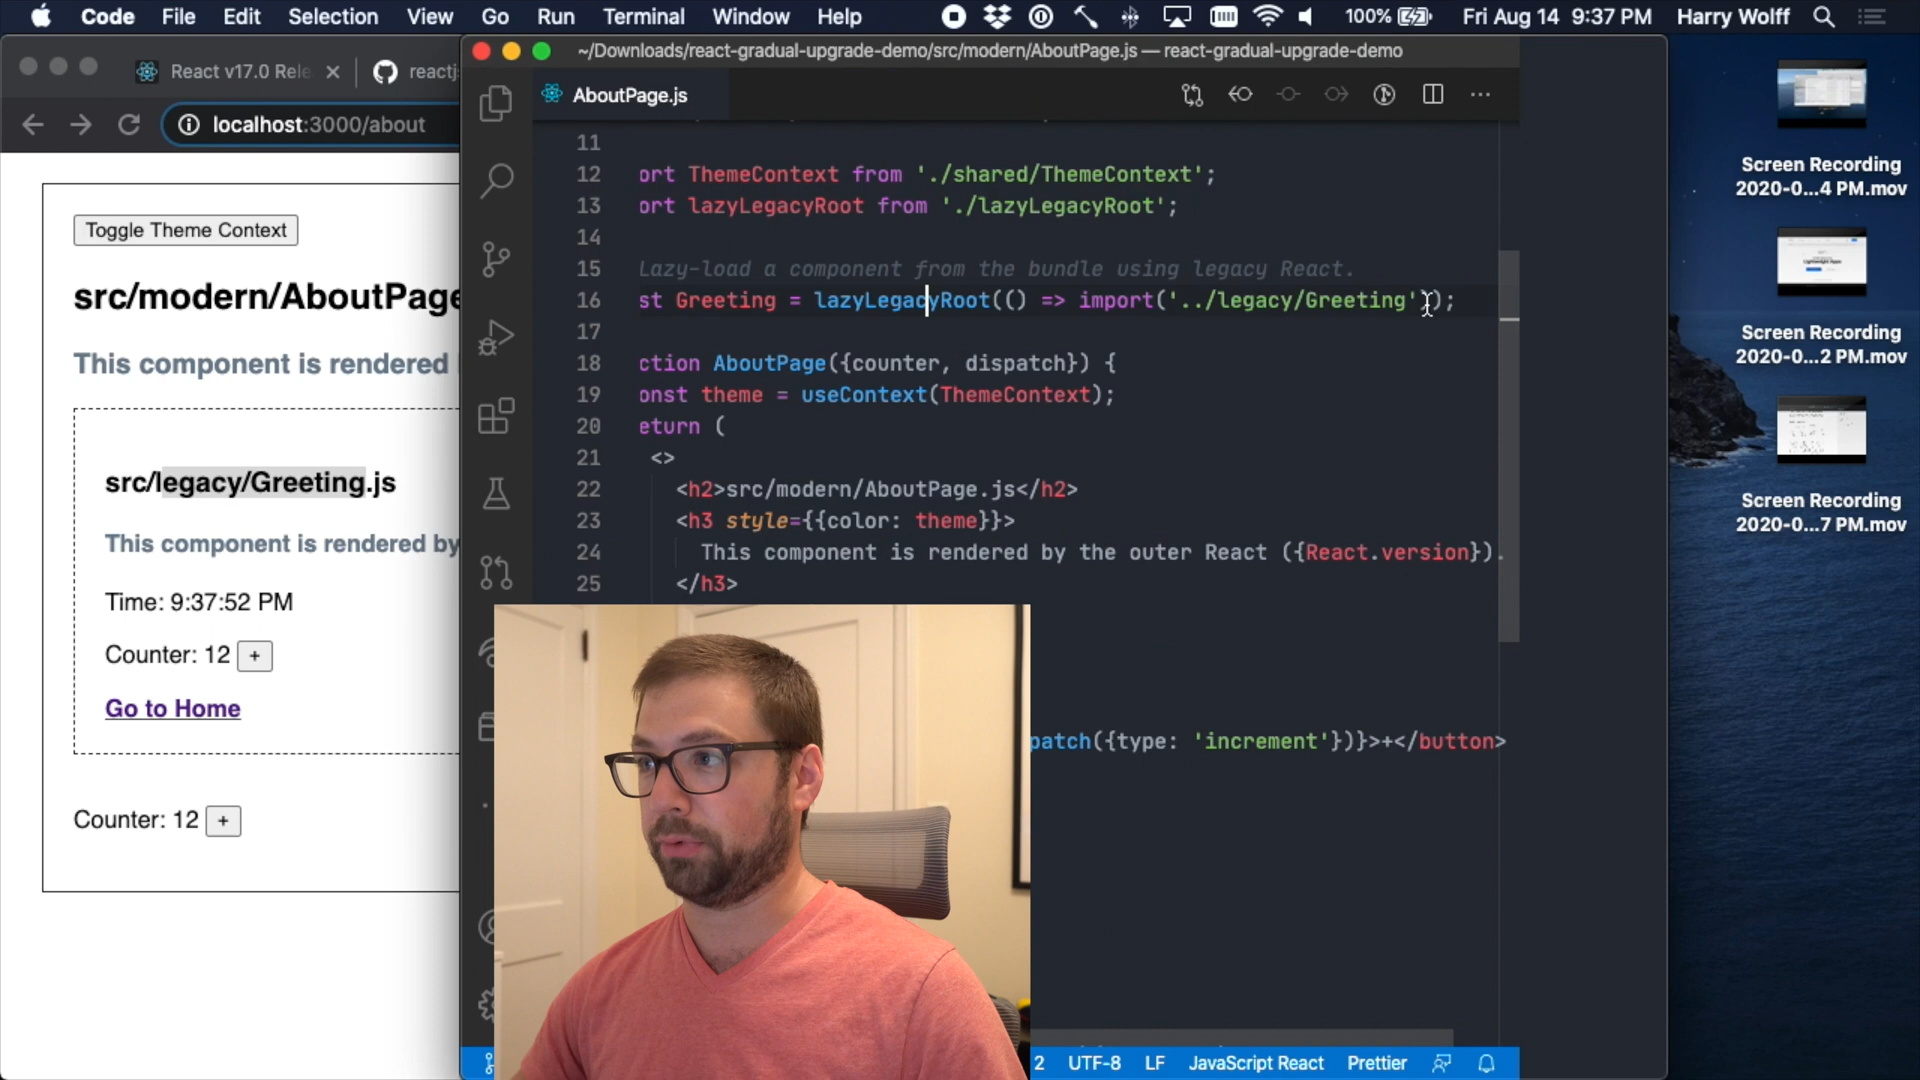 Code File Edit Selection View Go Run Terminal Window Help 100% Fri Aug 14 9:37 PM Harry Wolff
~/Downloads/react-gradual-upgrade-demo/src/modern/AboutPage.js — react-gradual-upgrade-demo
React v17.0 Rele
reactj
localhost:3000/about
Toggle Theme Context
src/modern/AboutPage
This component is rendered
src/legacy/Greeting.js
This component is rendered by
Time: 9:37:52 PM
Counter: 12 +
Go to Home
Counter: 12 +
AboutPage.js
11
12 ort ThemeContext from './shared/ThemeContext';
13 ort lazyLegacyRoot from './lazyLegacyRoot';
14
15 Lazy-load a component from the bundle using legacy React.
16 st Greeting = lazyLegacyRoot(() => import('../legacy/Greeting'));
17
18 ction AboutPage({counter, dispatch}) {
19 onst theme = useContext(ThemeContext);
20 eturn (
21 <>
22 <h2>src/modern/AboutPage.js</h2>
23 <h3 style={{color: theme}}>
24 This component is rendered by the outer React ({React.version}).
25 </h3>
patch({type: 'increment'})}>+</button>
2 UTF-8 LF JavaScript React Prettier
Screen Recording
2020-0...4 PM.mov
Screen Recording
2020-0...2 PM.mov
Screen Recording
2020-0...7 PM.mov